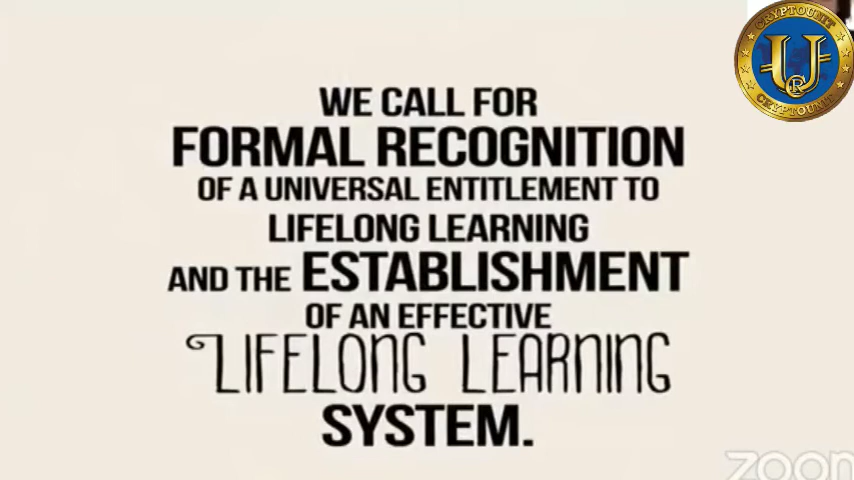 CRYPTOUNIT
U
R
CRYPTOUNIT
WE CALL FOR
FORMAL RECOGNITION
OF A UNIVERSAL ENTITLEMENT TO
LIFELONG LEARNING
AND THE ESTABLISHMENT
OF AN EFFECTIVE
LIFELONG LEARNING
SYSTEM.
zoom